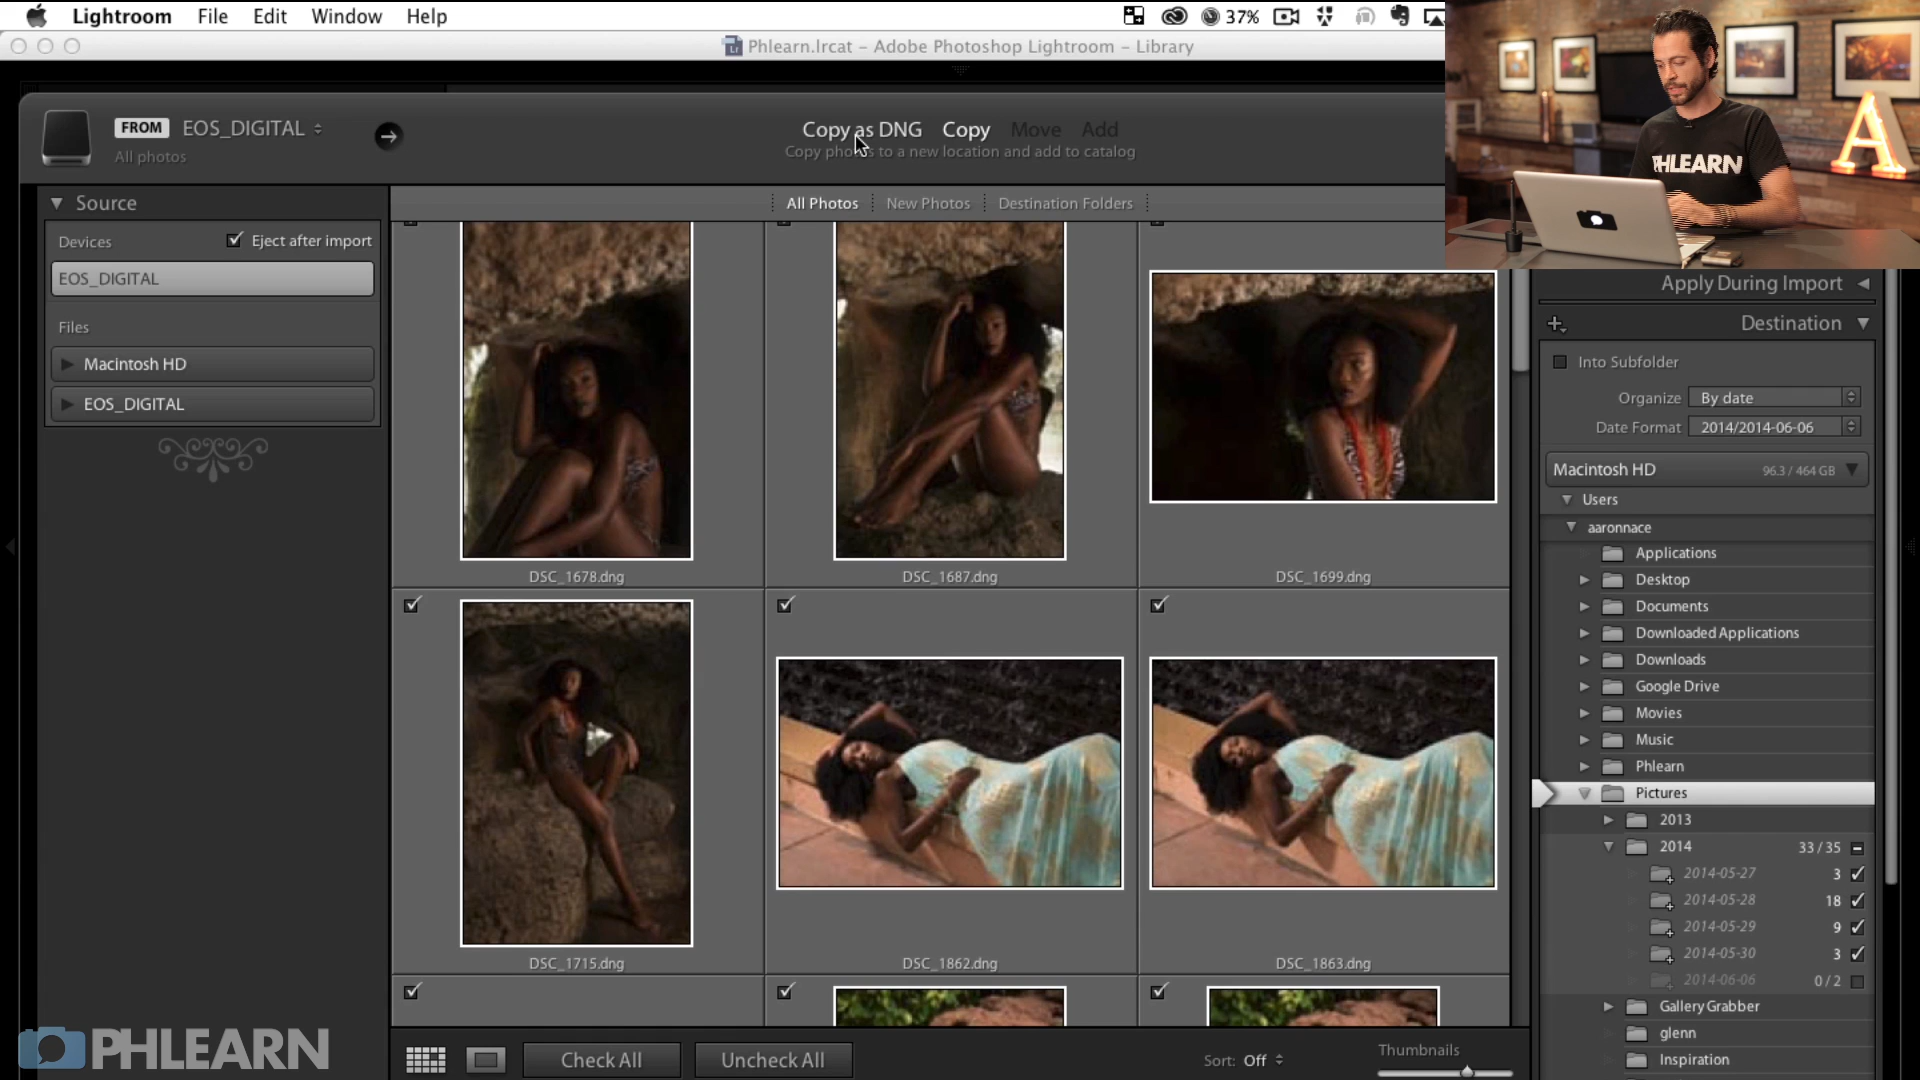 Lightroom File Edit Window Help 37%
Phlearn.lrcat – Adobe Photoshop Lightroom – Library
FROM EOS_DIGITAL
All photos
Copy as DNG Copy Move Add
Copy photos to a new location and add to catalog
PHLEARN
A
Source
Devices Eject after import
EOS_DIGITAL
Files
Macintosh HD
EOS_DIGITAL
All Photos New Photos Destination Folders
DSC_1678.dng DSC_1687.dng DSC_1699.dng
DSC_1715.dng DSC_1862.dng DSC_1863.dng
Apply During Import
Destination
Into Subfolder
Organize By date
Date Format 2014/2014-06-06
Macintosh HD 96.3 / 464 GB
Users
aaronnace
Applications
Desktop
Documents
Downloaded Applications
Downloads
Google Drive
Movies
Music
Phlearn
Pictures
2013
2014 33 / 35
2014-05-27 3
2014-05-28 18
2014-05-29 9
2014-05-30 3
2014-06-06 0 / 2
Gallery Grabber
glenn
Inspiration
PHLEARN
Check All Uncheck All Sort: Off Thumbnails